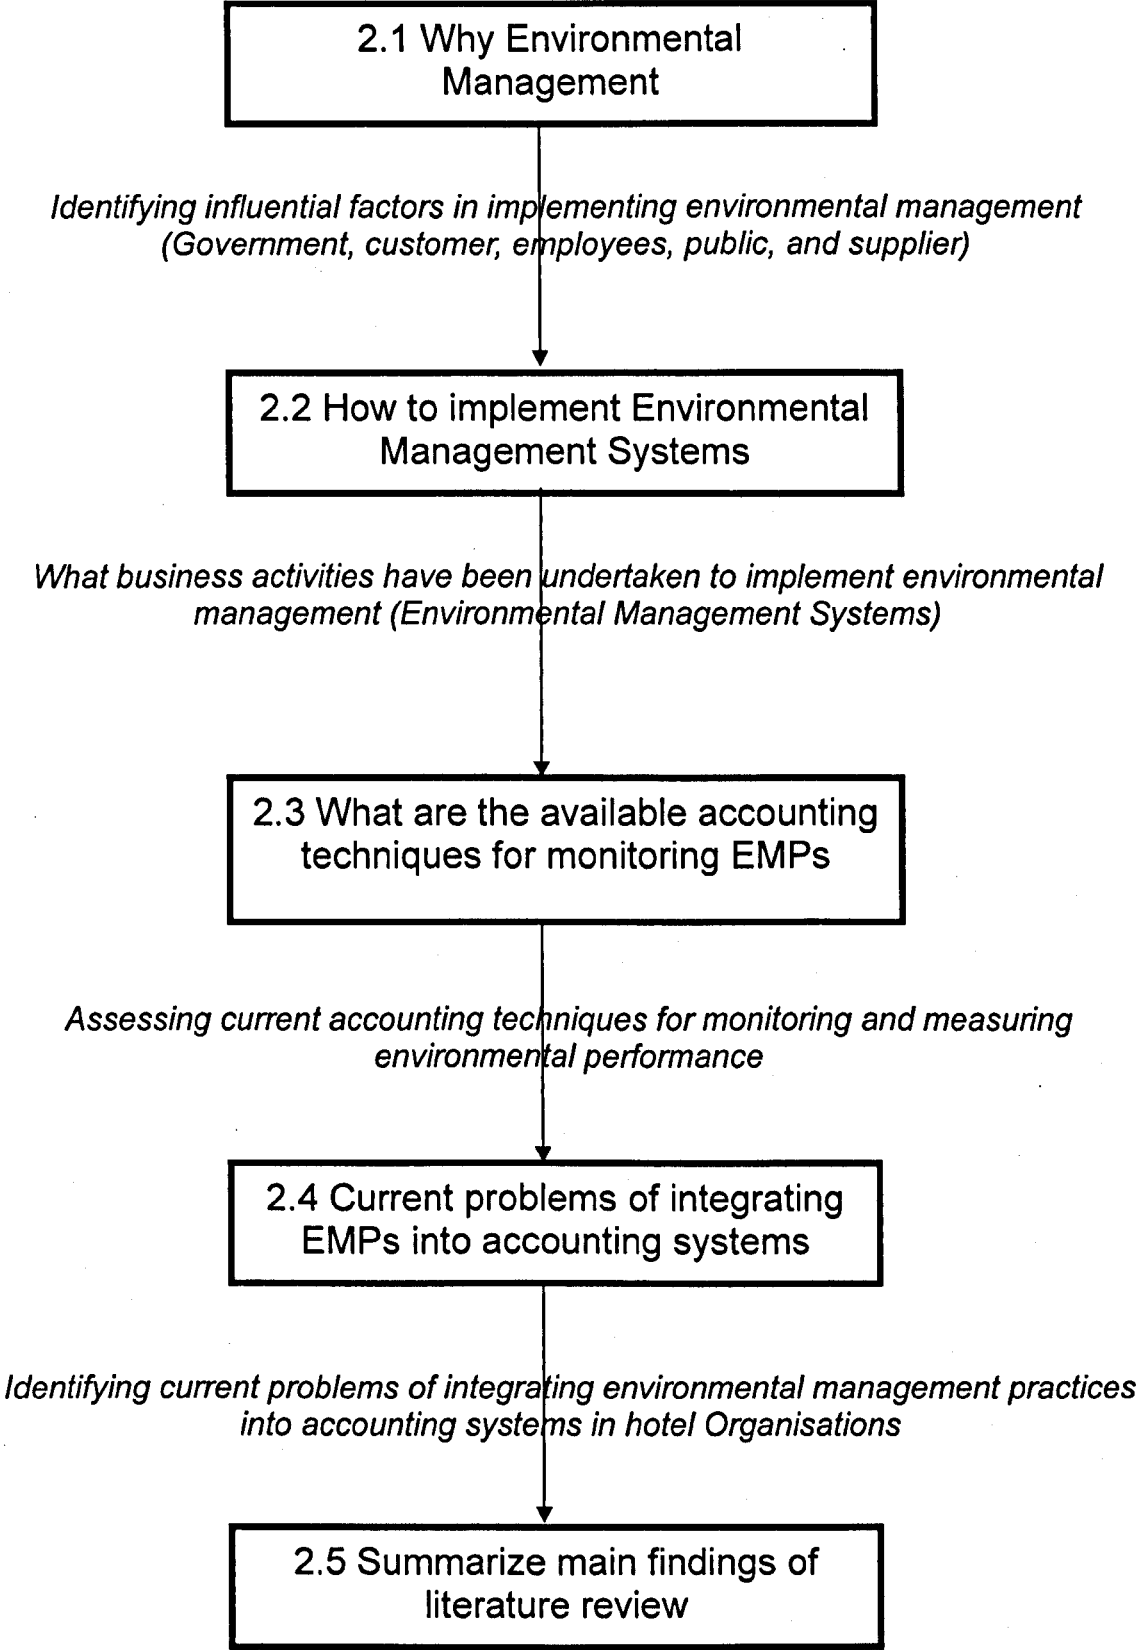 2.1 Why Environmental
Management
Identifying influential factors in implementing environmental management
(Government, customer, employees, public, and supplier)
2.2 How to implement Environmental
Management Systems
What business activities have been undertaken to implement environmental
management (Environmental Management Systems)
2.3 What are the available accounting
techniques for monitoring EMPs
Assessing current accounting techniques for monitoring and measuring
environmental performance
2.4 Current problems of integrating
EMPs into accounting systems
Identifying current problems of integrating environmental management practices
into accounting systems in hotel Organisations
2.5 Summarize main findings of
literature review